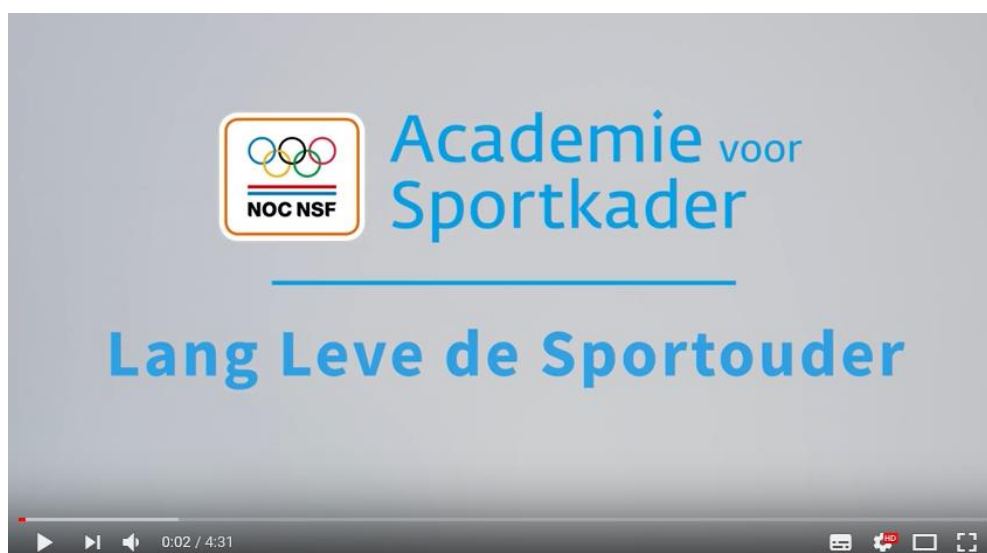 Academie voor
Sportkader
NOC NSF
Lang Leve de Sportouder
0:02 / 4:31
HD